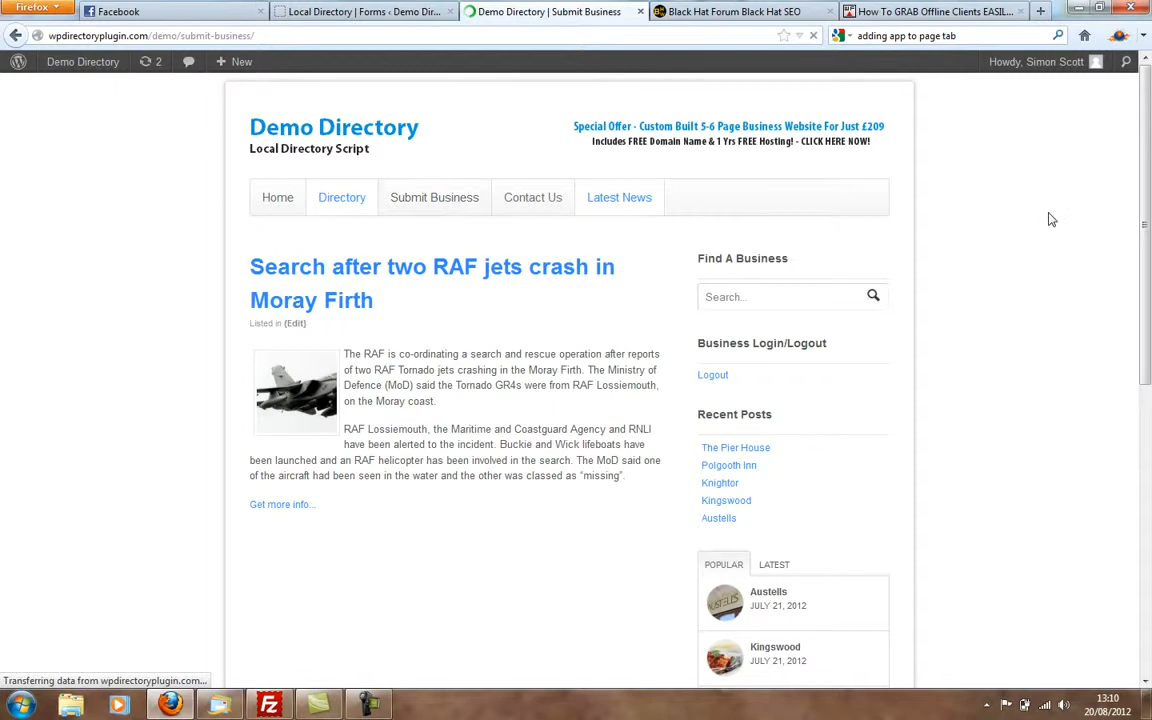 Firefox
Facebook
Local Directory | Forms ‹ Demo Dir...
Demo Directory | Submit Business
Black Hat Forum Black Hat SEO
How To GRAB Offline Clients EASIL...
wpdirectoryplugin.com/demo/submit-business/
adding app to page tab
Demo Directory
2
New
Howdy, Simon Scott
Demo Directory
Local Directory Script
Special Offer - Custom Built 5-6 Page Business Website For Just £209
Includes FREE Domain Name & 1 Yrs FREE Hosting! - CLICK HERE NOW!
Home
Directory
Submit Business
Contact Us
Latest News
Search after two RAF jets crash in
Moray Firth
Listed in {Edit}
The RAF is co-ordinating a search and rescue operation after reports
of two RAF Tornado jets crashing in the Moray Firth. The Ministry of
Defence (MoD) said the Tornado GR4s were from RAF Lossiemouth,
on the Moray coast.
RAF Lossiemouth, the Maritime and Coastguard Agency and RNLI
have been alerted to the incident. Buckie and Wick lifeboats have
been launched and an RAF helicopter has been involved in the search. The MoD said one
of the aircraft had been seen in the water and the other was classed as “missing”.
Get more info...
Find A Business
Search...
Business Login/Logout
Logout
Recent Posts
The Pier House
Polgooth Inn
Knightor
Kingswood
Austells
POPULAR
LATEST
Austells
JULY 21, 2012
Kingswood
JULY 21, 2012
Transferring data from wpdirectoryplugin.com...
13:10
20/08/2012